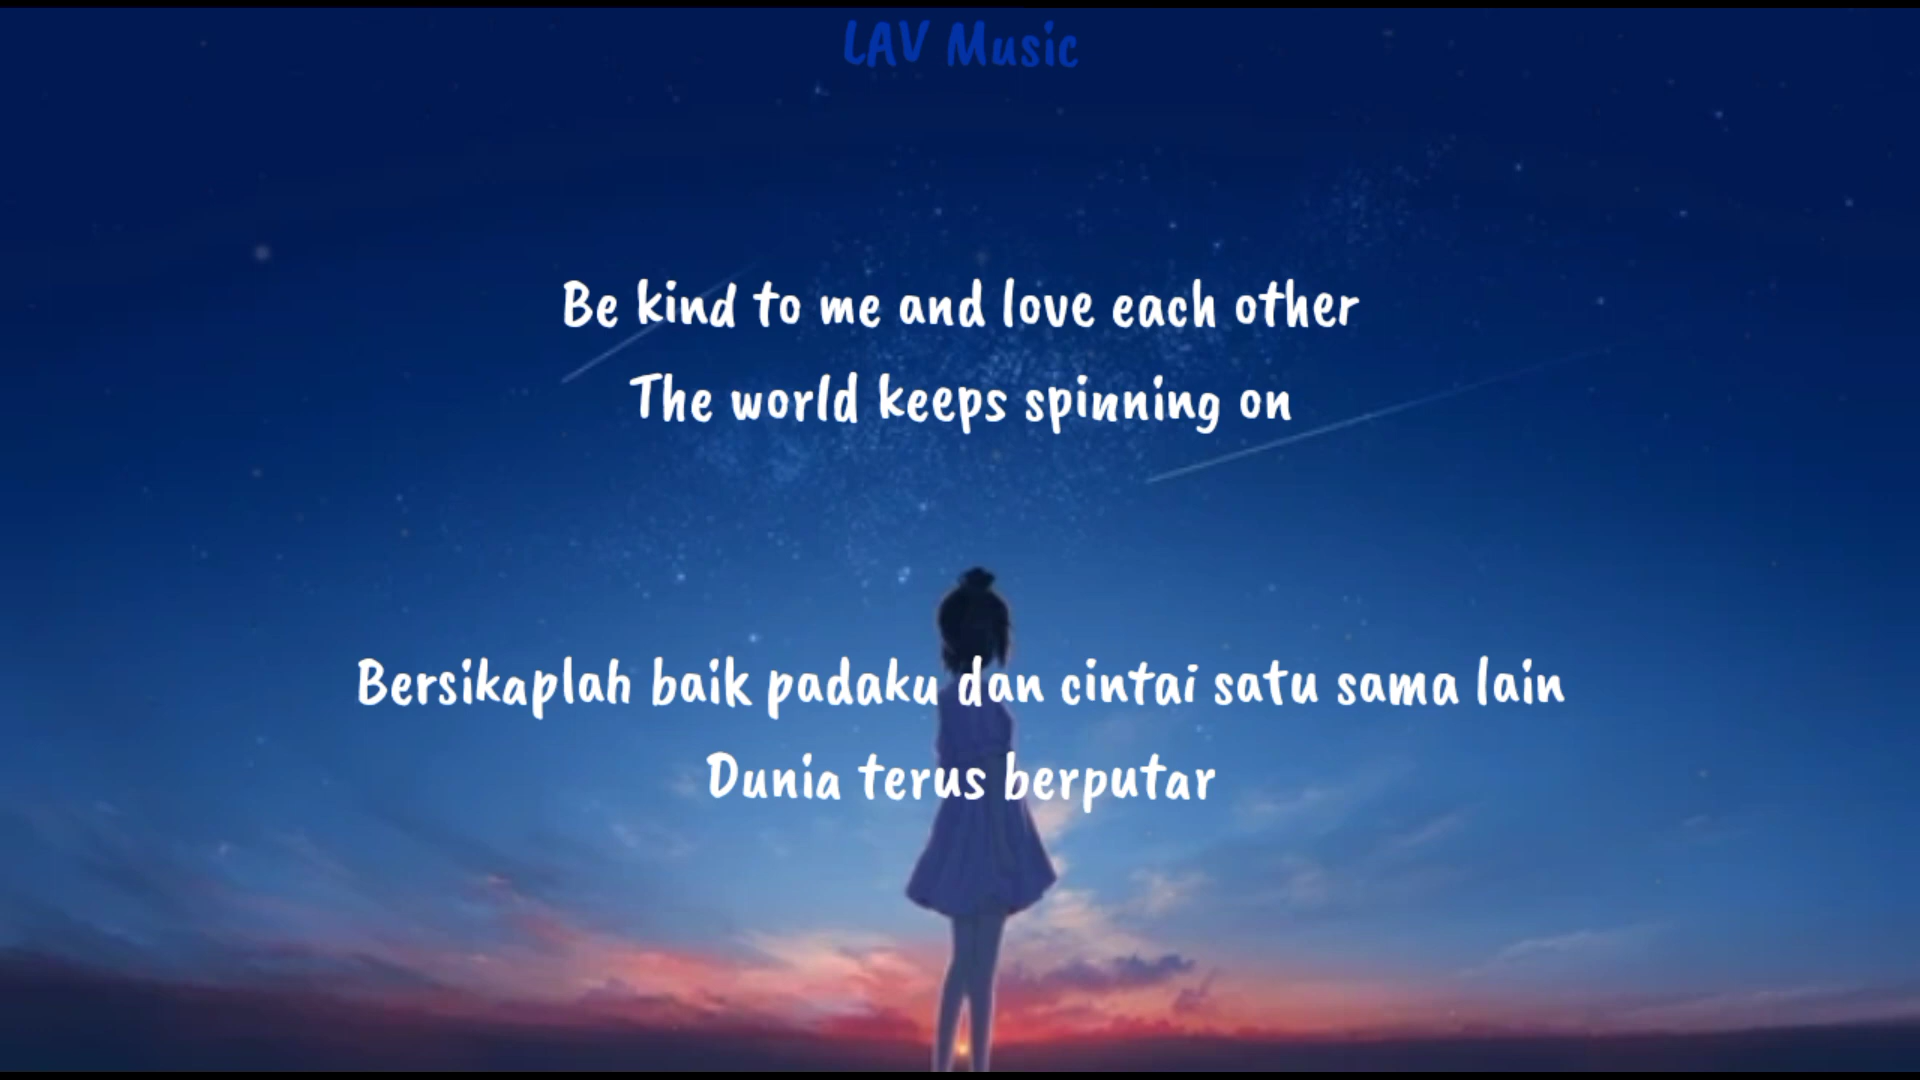 LAV Music
Be kind to me and love each other
The world keeps spinning on
Bersikaplah baik padaku dan cintai satu sama lain
Dunia terus berputar